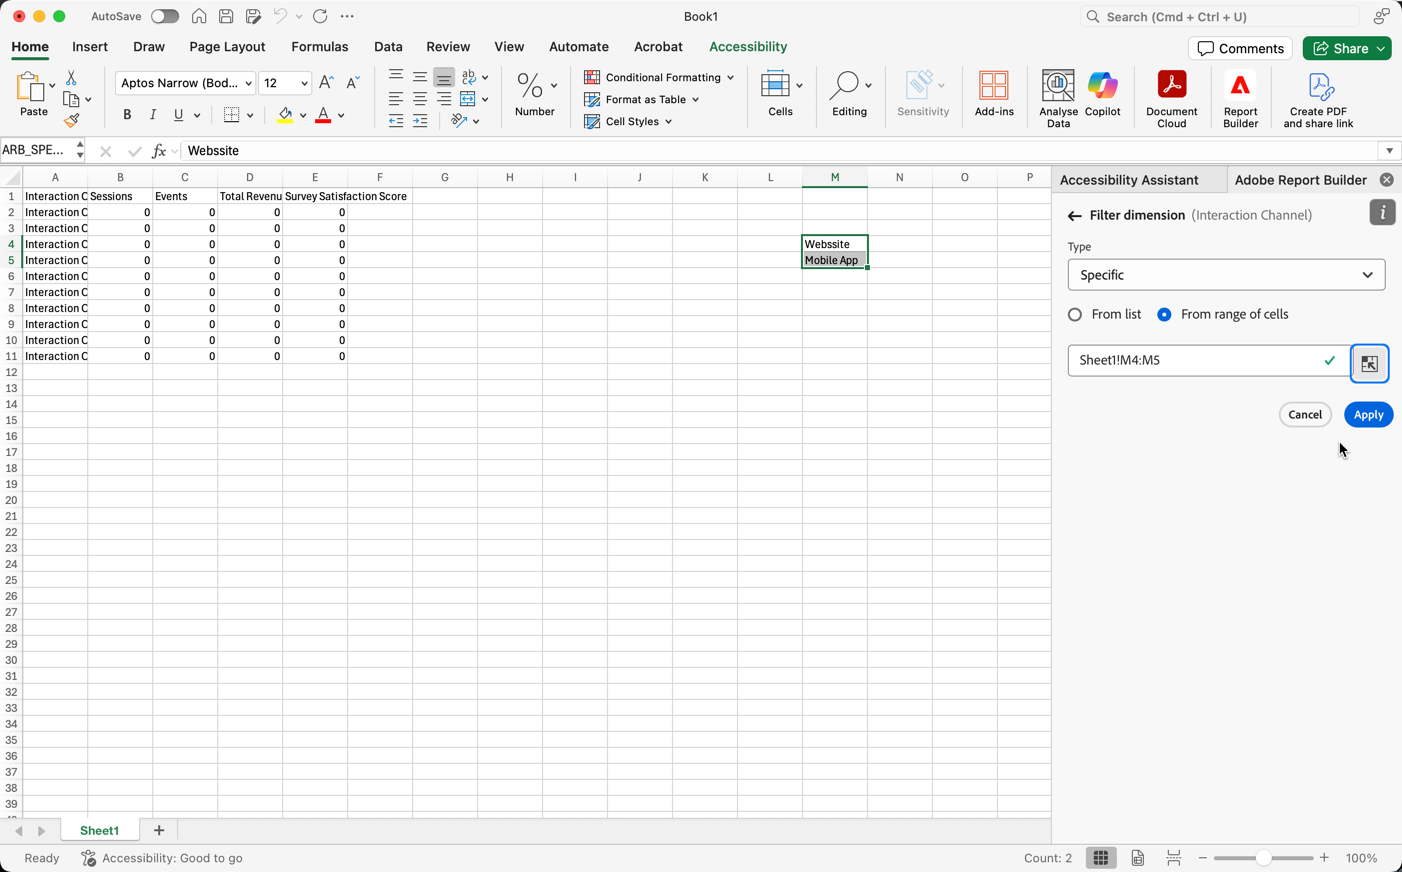 AutoSave
Book1
Search (Cmd + Ctrl + U)
Home Insert Draw Page Layout Formulas Data Review View Automate Acrobat Accessibility
Comments Share
Paste
Aptos Narrow (Bod... 12
B I U
Number
Conditional Formatting
Format as Table
Cell Styles
Cells
Editing
Sensitivity
Add-ins
Analyse Data
Copilot
Document Cloud
Report Builder
Create PDF and share link
ARB_SPE... fx Webssite
A B C D E F G H I J K L M N O P
1 Interaction C Sessions Events Total Revenu Survey Satisfaction Score
2 Interaction C 0 0 0 0
3 Interaction C 0 0 0 0
4 Interaction C 0 0 0 0 Webssite
5 Interaction C 0 0 0 0 Mobile App
6 Interaction C 0 0 0 0
7 Interaction C 0 0 0 0
8 Interaction C 0 0 0 0
9 Interaction C 0 0 0 0
10 Interaction C 0 0 0 0
11 Interaction C 0 0 0 0
12
13
14
15
16
17
18
19
20
21
22
23
24
25
26
27
28
29
30
31
32
33
34
35
36
37
38
39
Accessibility Assistant Adobe Report Builder
Filter dimension (Interaction Channel)
Type
Specific
From list From range of cells
Sheet1!M4:M5
Cancel Apply
Sheet1
Ready Accessibility: Good to go Count: 2 100%